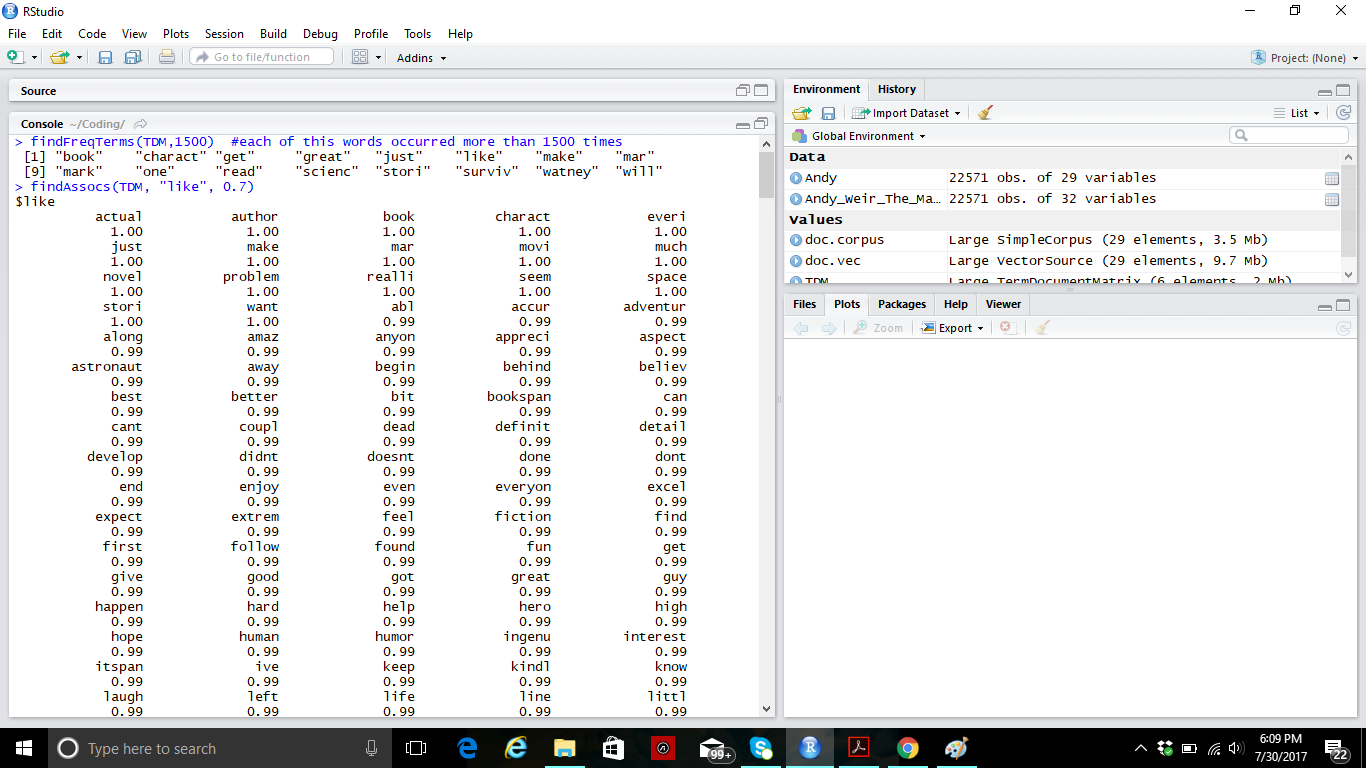 RStudio
File Edit Code View Plots Session Build Debug Profile Tools Help
Go to file/function Addins Project: (None)
Source
Console ~/Coding/
> findFreqTerms(TDM,1500)  #each of this words occurred more than 1500 times
 [1] "book"    "charact" "get"     "great"   "just"    "like"    "make"    "mar"
 [9] "mark"    "one"     "read"    "scienc"  "stori"   "surviv"  "watney"  "will"
> findAssocs(TDM, "like", 0.7)
$like
actual author book charact everi
1.00 1.00 1.00 1.00 1.00
just make mar movi much
1.00 1.00 1.00 1.00 1.00
novel problem realli seem space
1.00 1.00 1.00 1.00 1.00
stori want abl accur adventur
1.00 1.00 0.99 0.99 0.99
along amaz anyon appreci aspect
0.99 0.99 0.99 0.99 0.99
astronaut away begin behind believ
0.99 0.99 0.99 0.99 0.99
best better bit bookspan can
0.99 0.99 0.99 0.99 0.99
cant coupl dead definit detail
0.99 0.99 0.99 0.99 0.99
develop didnt doesnt done dont
0.99 0.99 0.99 0.99 0.99
end enjoy even everyon excel
0.99 0.99 0.99 0.99 0.99
expect extrem feel fiction find
0.99 0.99 0.99 0.99 0.99
first follow found fun get
0.99 0.99 0.99 0.99 0.99
give good got great guy
0.99 0.99 0.99 0.99 0.99
happen hard help hero high
0.99 0.99 0.99 0.99 0.99
hope human humor ingenu interest
0.99 0.99 0.99 0.99 0.99
itspan ive keep kindl know
0.99 0.99 0.99 0.99 0.99
laugh left life line littl
0.99 0.99 0.99 0.99 0.99
Environment History
Import Dataset List
Global Environment
Data
Andy 22571 obs. of 29 variables
Andy_Weir_The_Ma… 22571 obs. of 32 variables
Values
doc.corpus Large SimpleCorpus (29 elements, 3.5 Mb)
doc.vec Large VectorSource (29 elements, 9.7 Mb)
TDM Large TermDocumentMatrix (6 elements, 2 Mb)
Files Plots Packages Help Viewer
Zoom Export
Type here to search
99+
6:09 PM
7/30/2017
22